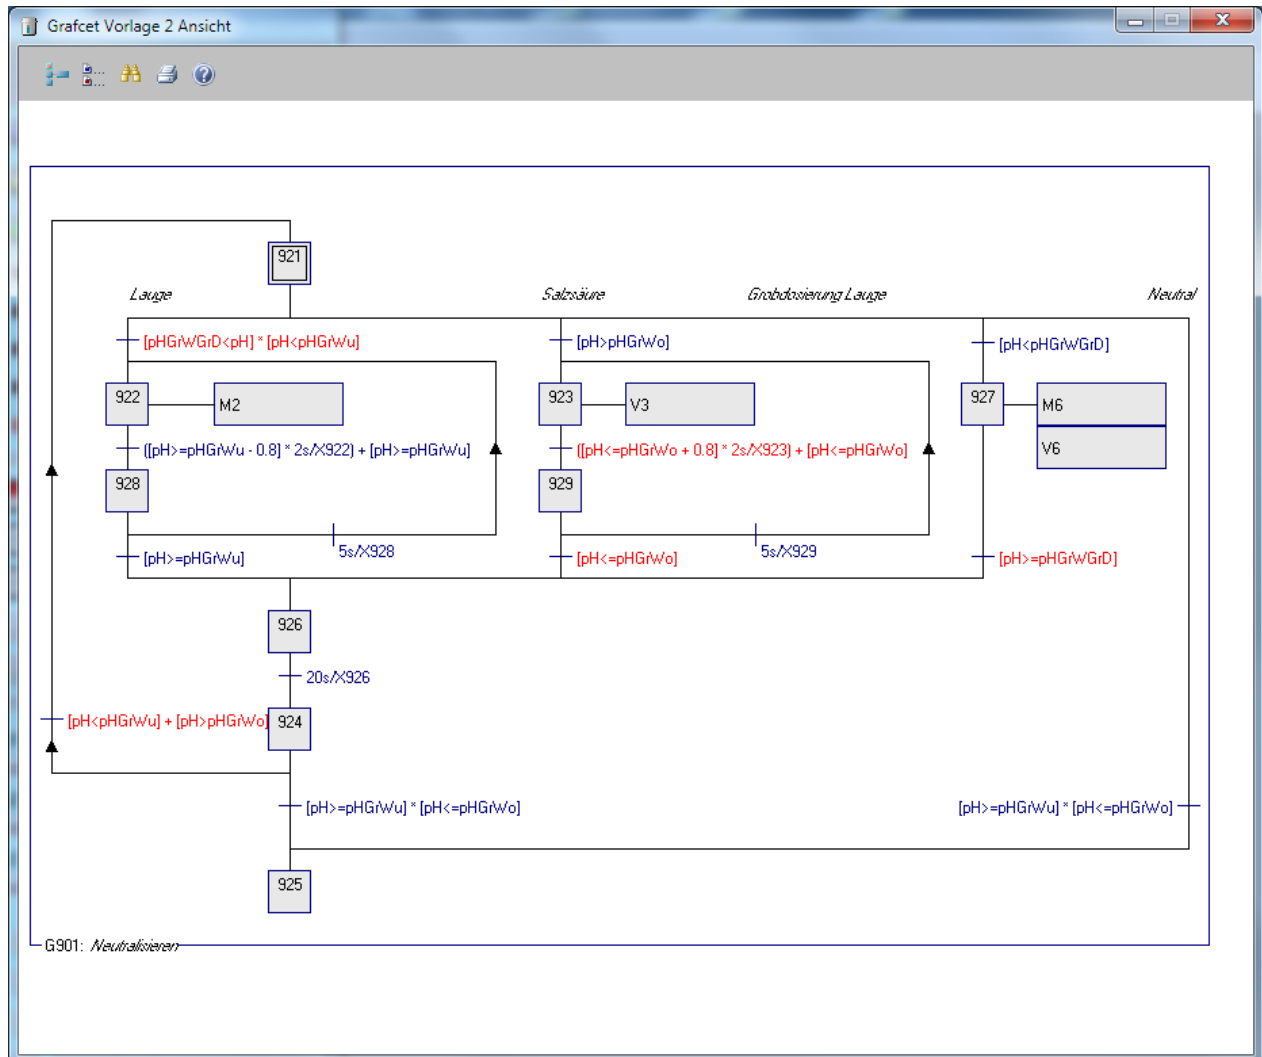 Grafcet Vorlage 2 Ansicht
921
Lauge
Salzsäure
Grobdosierung Lauge
Neutral
[pHGrWGrD<pH] * [pH<pHGrWu]
[pH>pHGrWo]
[pH<pHGrWGrD]
922
M2
923
V3
927
M6
V6
([pH>=pHGrWu - 0.8] * 2s/X922) + [pH>=pHGrWu]
([pH<=pHGrWo + 0.8] * 2s/X923) + [pH<=pHGrWo]
928
929
5s/X928
5s/X929
[pH>=pHGrWu]
[pH<=pHGrWo]
[pH>=pHGrWGrD]
926
20s/X926
[pH<pHGrWu] + [pH>pHGrWo]
924
[pH>=pHGrWu] * [pH<=pHGrWo]
[pH>=pHGrWu] * [pH<=pHGrWo]
925
G901: Neutralisieren